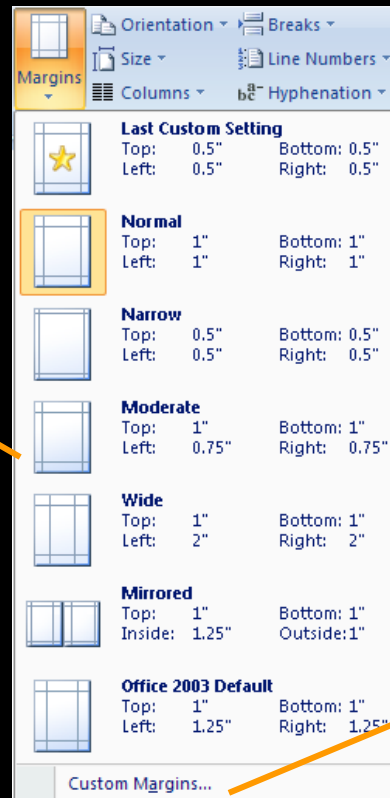 Margins
Orientation
Breaks
Size
Line Numbers
Columns
Hyphenation
Last Custom Setting
Top: 0.5" Bottom: 0.5"
Left: 0.5" Right: 0.5"
Normal
Top: 1" Bottom: 1"
Left: 1" Right: 1"
Narrow
Top: 0.5" Bottom: 0.5"
Left: 0.5" Right: 0.5"
Moderate
Top: 1" Bottom: 1"
Left: 0.75" Right: 0.75"
Wide
Top: 1" Bottom: 1"
Left: 2" Right: 2"
Mirrored
Top: 1" Bottom: 1"
Inside: 1.25" Outside:1"
Office 2003 Default
Top: 1" Bottom: 1"
Left: 1.25" Right: 1.25"
Custom Margins...